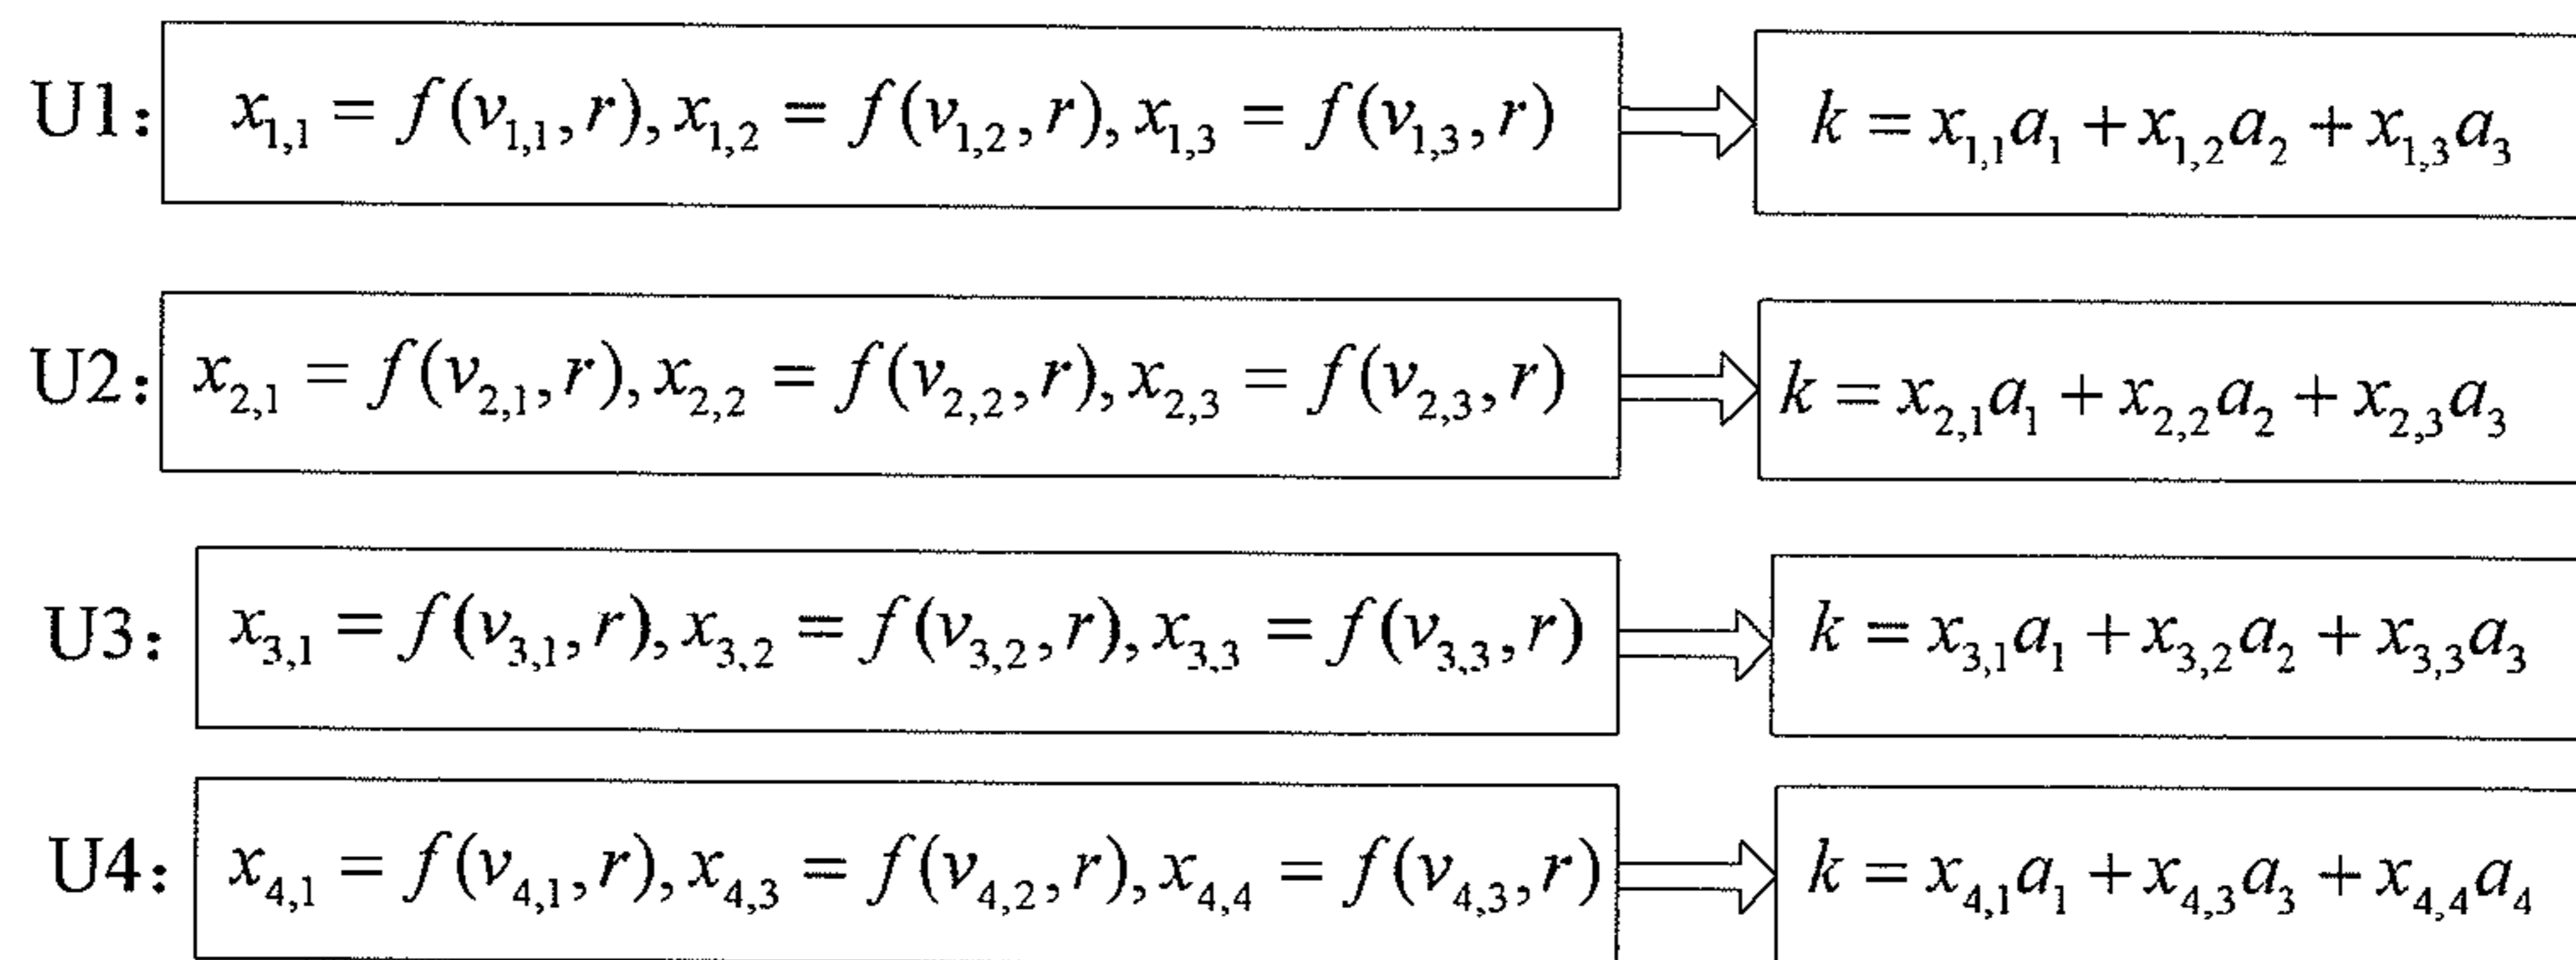 U1: x_{1,1} = f(v_{1,1}, r), x_{1,2} = f(v_{1,2}, r), x_{1,3} = f(v_{1,3}, r) ⇒ k = x_{1,1}a_1 + x_{1,2}a_2 + x_{1,3}a_3
U2: x_{2,1} = f(v_{2,1}, r), x_{2,2} = f(v_{2,2}, r), x_{2,3} = f(v_{2,3}, r) ⇒ k = x_{2,1}a_1 + x_{2,2}a_2 + x_{2,3}a_3
U3: x_{3,1} = f(v_{3,1}, r), x_{3,2} = f(v_{3,2}, r), x_{3,3} = f(v_{3,3}, r) ⇒ k = x_{3,1}a_1 + x_{3,2}a_2 + x_{3,3}a_3
U4: x_{4,1} = f(v_{4,1}, r), x_{4,3} = f(v_{4,2}, r), x_{4,4} = f(v_{4,3}, r) ⇒ k = x_{4,1}a_1 + x_{4,3}a_3 + x_{4,4}a_4